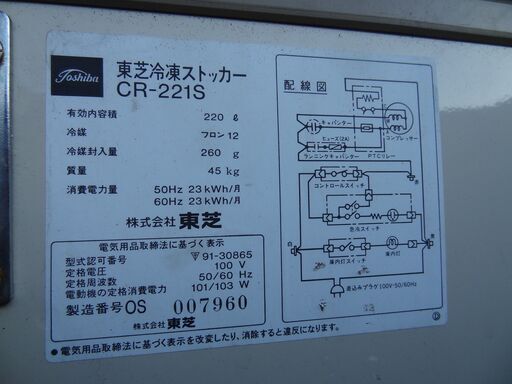 Toshiba
東芝冷凍ストッカー
CR-221S
有効内容積 220 ℓ
冷媒 フロン12
冷媒封入量 260 g
質量 45 kg
消費電力量 50Hz 23 kWh/月
60Hz 23 kWh/月
株式会社 東芝
電気用品取締法に基づく表示
型式認可番号 91-30865
定格電圧 100 V
定格周波数 50/60 Hz
電動機の定格消費電力 101/103 W
製造番号OS 007960
株式会社 東芝
●電気用品取締法に基づく表示を改ざんしたり、消除すると違反になります。
配線図
キャパシター
コンプレッサー
ヒューズ(2A)
ランニングキャパシター
PTCリレー
コントロールスイッチ
急冷スイッチ
白
黒
庫内灯スイッチ
庫内灯
差込みプラグ 100V-50/60Hz
Ⓓ